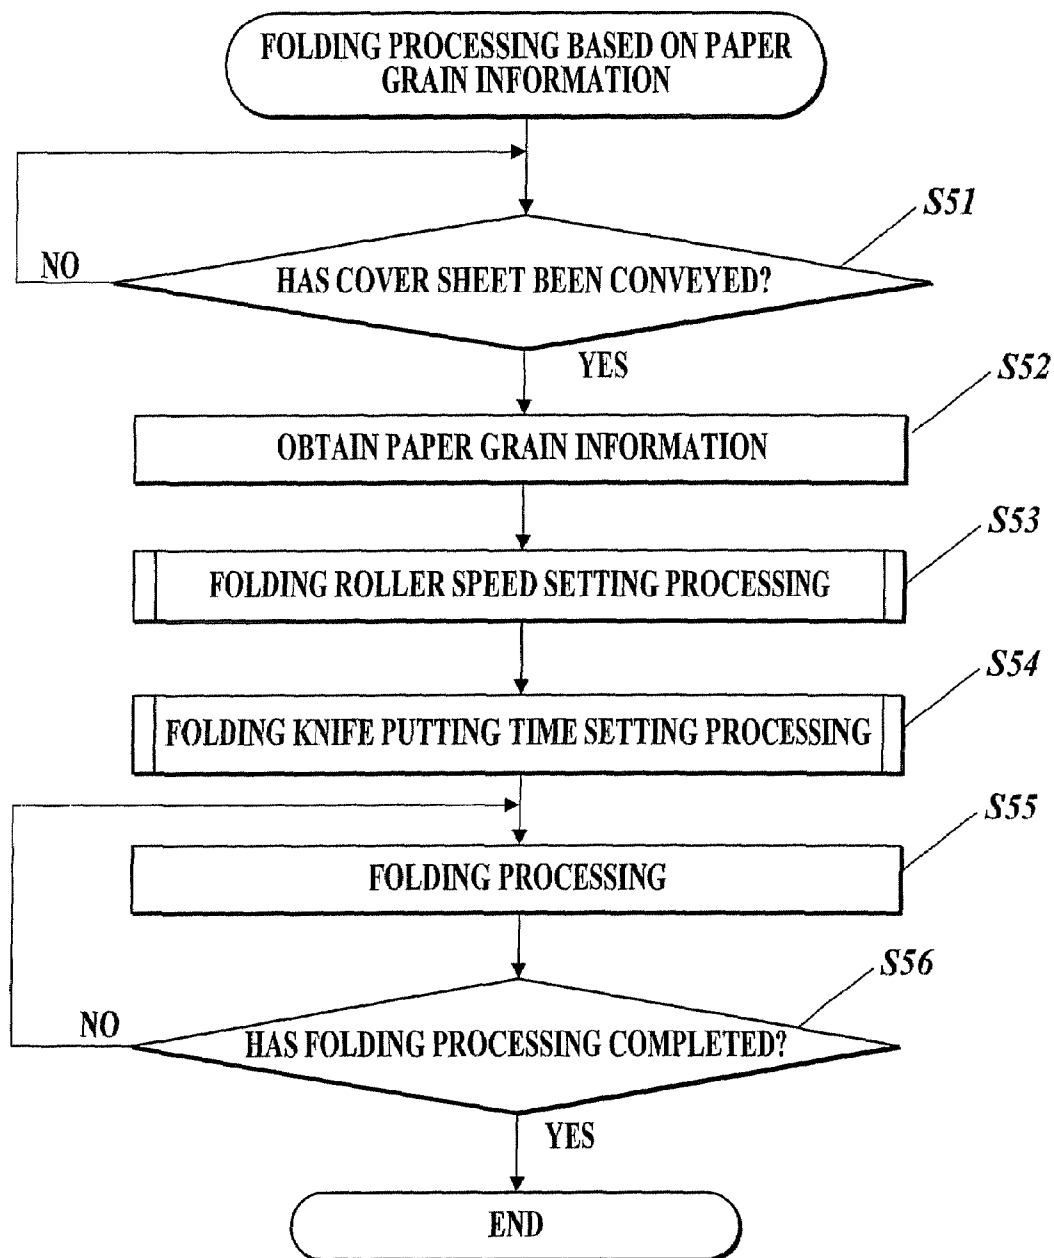 FOLDING PROCESSING BASED ON PAPER
GRAIN INFORMATION
S51
NO
HAS COVER SHEET BEEN CONVEYED?
YES
S52
OBTAIN PAPER GRAIN INFORMATION
S53
FOLDING ROLLER SPEED SETTING PROCESSING
S54
FOLDING KNIFE PUTTING TIME SETTING PROCESSING
S55
FOLDING PROCESSING
S56
NO
HAS FOLDING PROCESSING COMPLETED?
YES
END